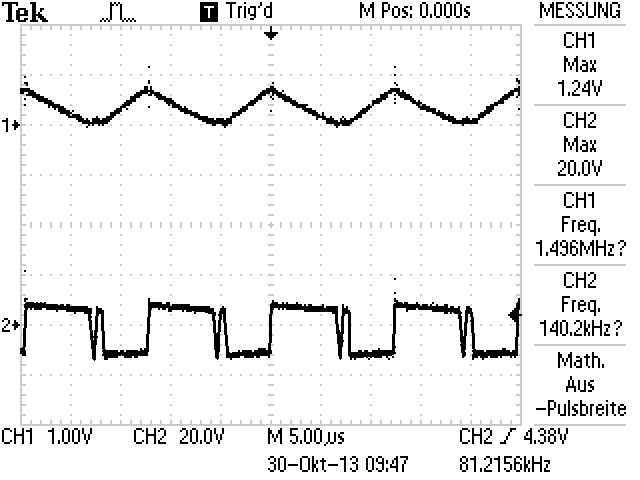 Tek Trig'd M Pos: 0.000s MESSUNG
CH1
Max
1.24V
CH2
Max
20.0V
CH1
Freq.
1.496MHz?
CH2
Freq.
140.2kHz?
Math.
Aus
-Pulsbreite
1
2
T
CH1 1.00V CH2 20.0V M 5.00µs CH2 / 4.38V
30-Okt-13 09:47 81.2156kHz